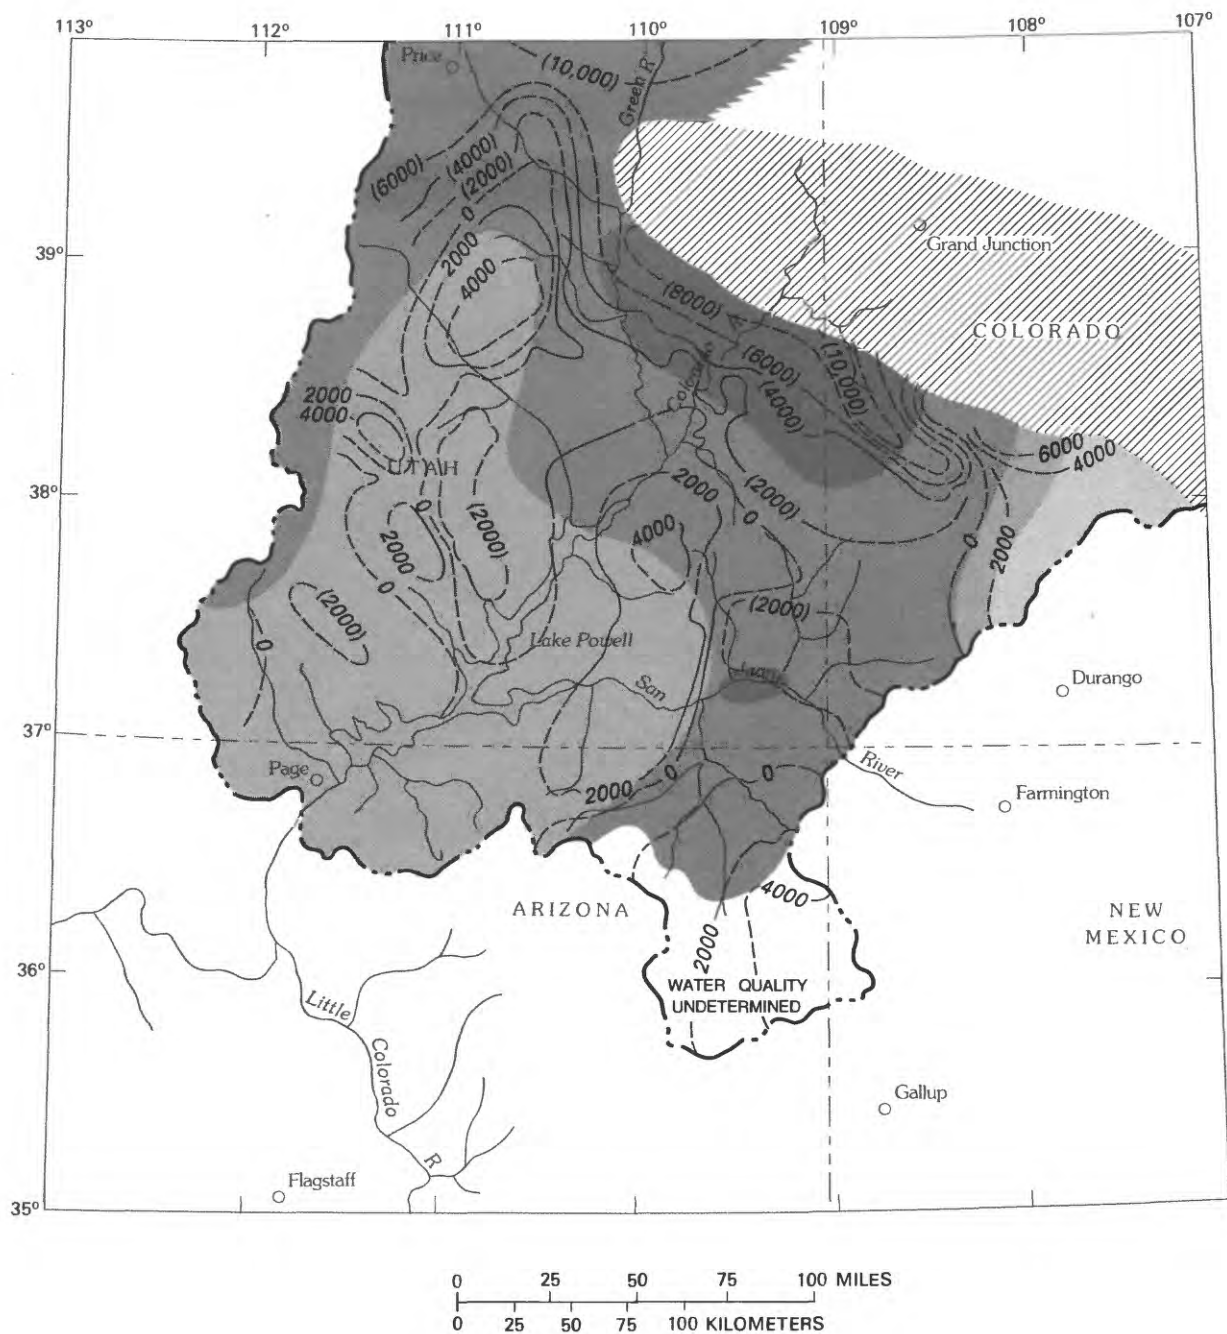 113° 112° 111° 110° 109° 108° 107°
Price
(10,000)
Green R
(6000)
(4000)
(2000)
0
2000
4000
39°
Grand Junction
COLORADO
(8000)
Colorado
R
(6000)
(4000)
(10,000)
2000
4000
UTAH
6000
4000
38°
2000
(2000)
0
(2000)
4000
0
2000
0
0
2000
(2000)
(2000)
0
Lake Powell
San
Juan
Durango
37°
Page
2000
0
0
River
Farmington
4000
ARIZONA
NEW
MEXICO
2000
36°
WATER QUALITY
UNDETERMINED
Little
Colorado
R
Gallup
Flagstaff
35°
0 25 50 75 100 MILES
0 25 50 75 100 KILOMETERS